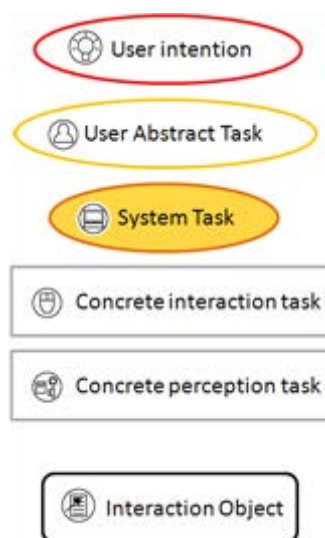 User intention
User Abstract Task
System Task
Concrete interaction task
Concrete perception task
Interaction Object